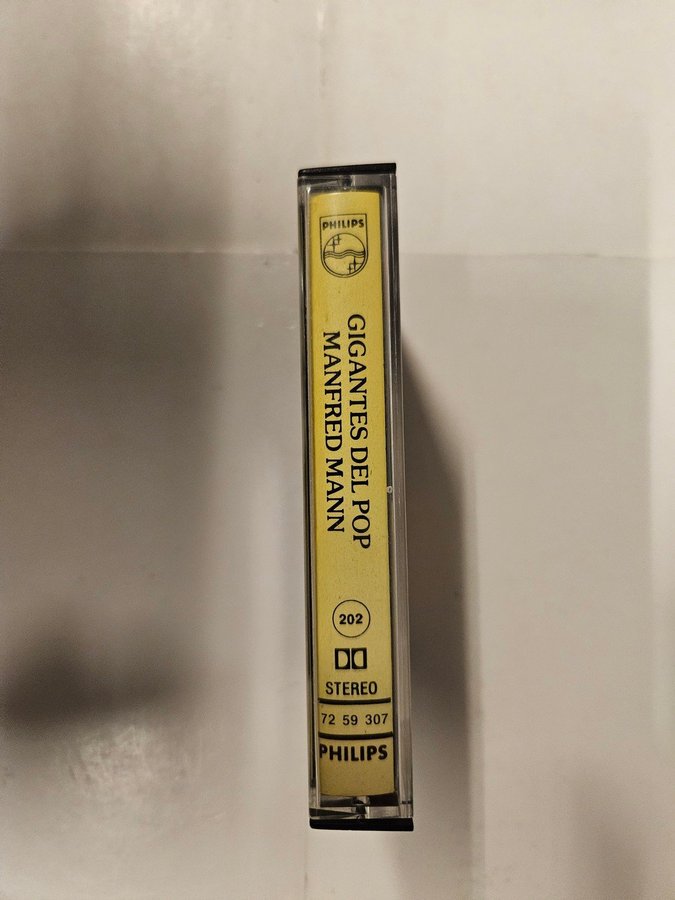 PHILIPS
GIGANTES DEL POP
MANFRED MANN
202
STEREO
72 59 307
PHILIPS